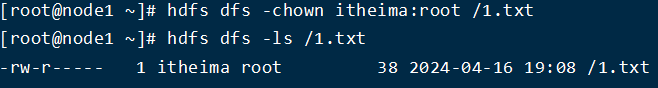 [root@node1 ~]# hdfs dfs -chown itheima:root /1.txt
[root@node1 ~]# hdfs dfs -ls /1.txt
-rw-r----- 1 itheima root 38 2024-04-16 19:08 /1.txt